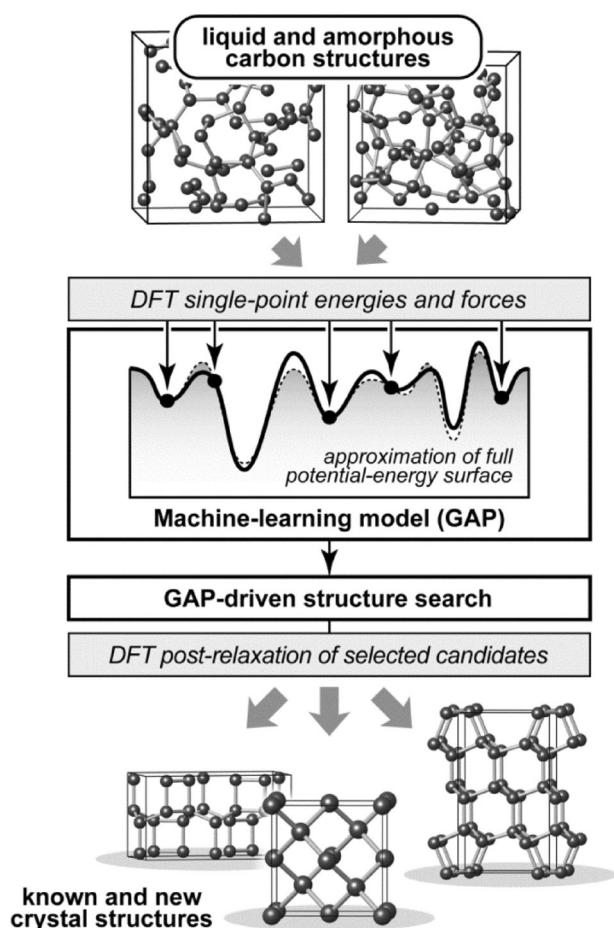 liquid and amorphous
carbon structures
DFT single-point energies and forces
approximation of full
potential-energy surface
Machine-learning model (GAP)
GAP-driven structure search
DFT post-relaxation of selected candidates
known and new
crystal structures